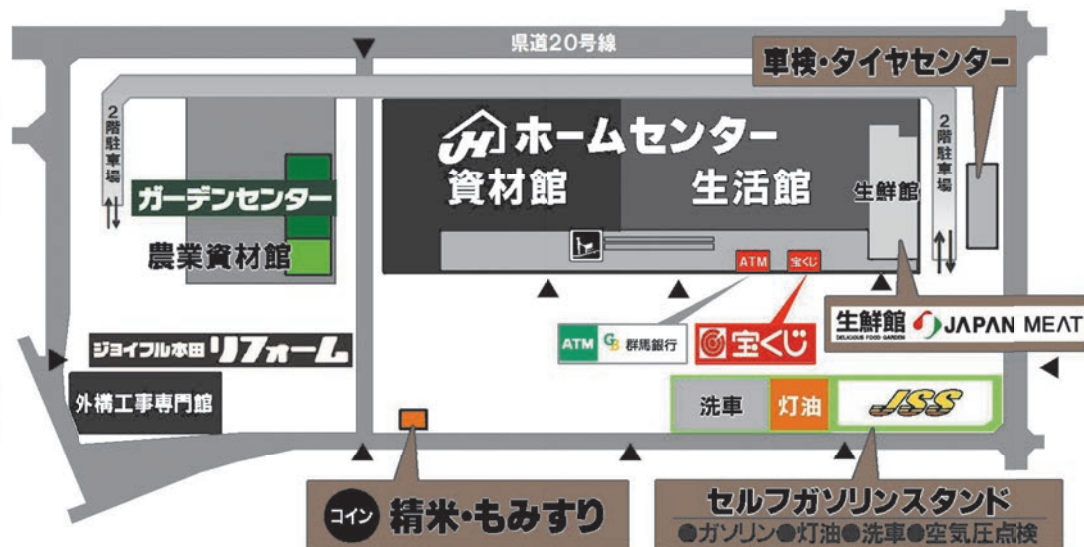 県道20号線
車検・タイヤセンター
2階駐車場
ガーデンセンター
農業資材館
JH ホームセンター
資材館
生活館
生鮮館
2階駐車場
ATM
宝くじ
ATM GB 群馬銀行
宝くじ
生鮮館 JAPAN MEAT
DELICIOUS FOOD GARDEN
ジョイフル本田 リフォーム
外構工事専門館
洗車
灯油
JSS
コイン 精米・もみすり
セルフガソリンスタンド
●ガソリン●灯油●洗車●空気圧点検